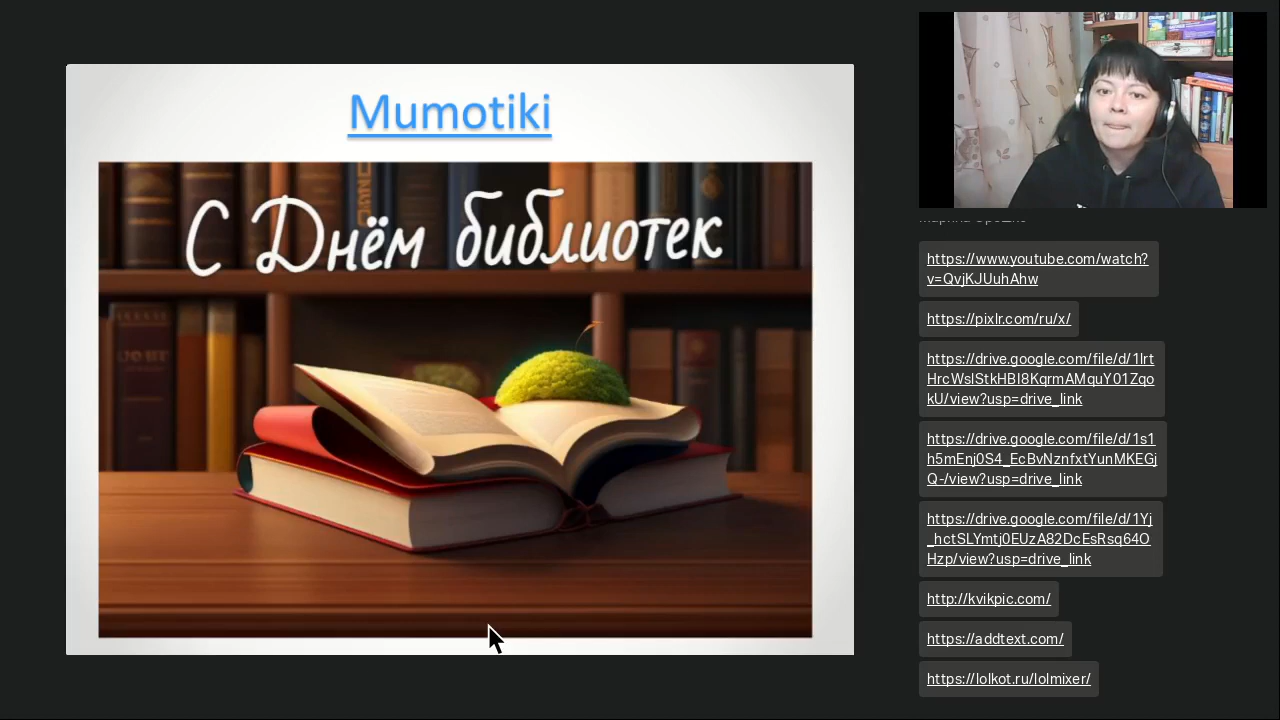 Mumotiki
С Днём библиотек
https://www.youtube.com/watch?
v=QvjKJUuhAhw
https://pixlr.com/ru/x/
https://drive.google.com/file/d/1lrt
HrcWslStkHBI8KqrmAMquY01Zqo
kU/view?usp=drive_link
https://drive.google.com/file/d/1s1
h5mEnj0S4_EcBvNznfxtYunMKEGj
Q-/view?usp=drive_link
https://drive.google.com/file/d/1Yj
_hctSLYmtj0EUzA82DcEsRsq64O
Hzp/view?usp=drive_link
http://kvikpic.com/
https://addtext.com/
https://lolkot.ru/lolmixer/